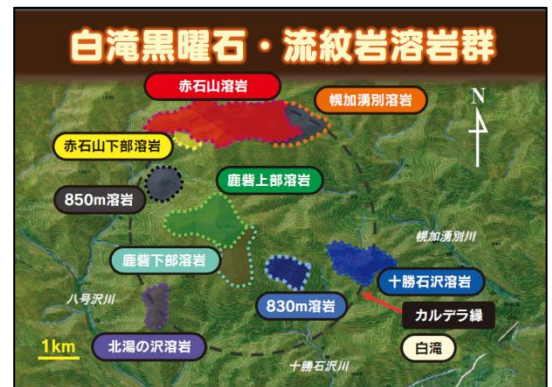 白滝黒曜石・流紋岩溶岩群
赤石山溶岩
幌加湧別溶岩
N
赤石山下部溶岩
鹿砦上部溶岩
850m溶岩
幌加湧別川
鹿砦下部溶岩
十勝石沢溶岩
八号沢川
830m溶岩
カルデラ縁
1km
北湯の沢溶岩
白滝
十勝石沢川